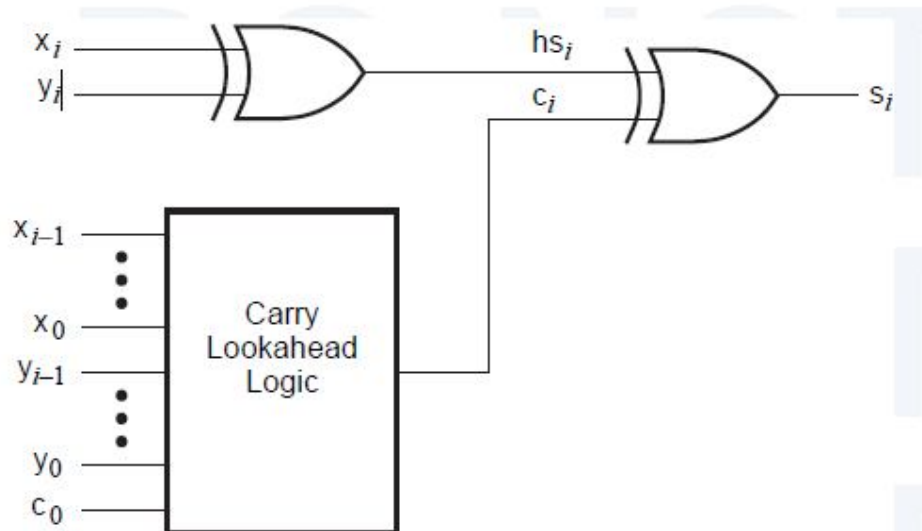 x_i
y_i
hs_i
c_i
s_i
x_{i–1}
x_0
y_{i–1}
y_0
c_0
Carry
Lookahead
Logic